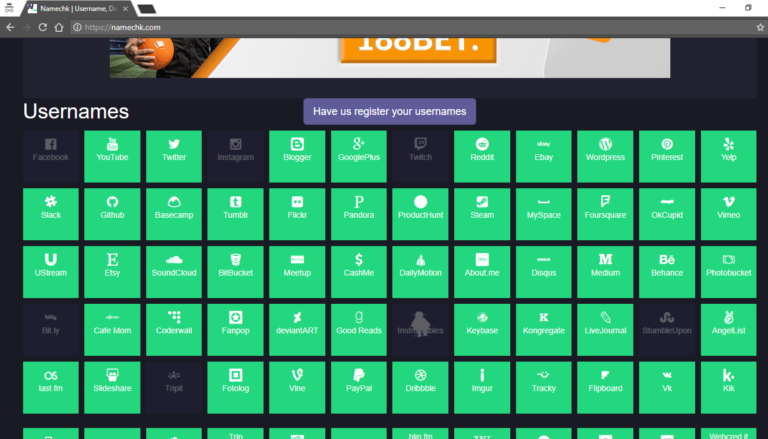 Namechk | Username, Do
https://namechk.com
188BET.
Usernames
Have us register your usernames
Facebook YouTube Twitter Instagram Blogger GooglePlus Twitch Reddit Ebay Wordpress Pinterest Yelp
Slack Github Basecamp Tumblr Flickr Pandora ProductHunt Steam MySpace Foursquare OkCupid Vimeo
UStream Etsy SoundCloud BitBucket Meetup CashMe DailyMotion About.me Disqus Medium Behance Photobucket
Bit.ly Cafe Mom Coderwall Fanpop deviantART Good Reads Instructables Keybase Kongregate LiveJournal StumbleUpon AngelList
last.fm Slideshare Tripit Fotolog Vine PayPal Dribbble Imgur Tracky Flipboard Vk Kik
Trip blip fm Webcred.it